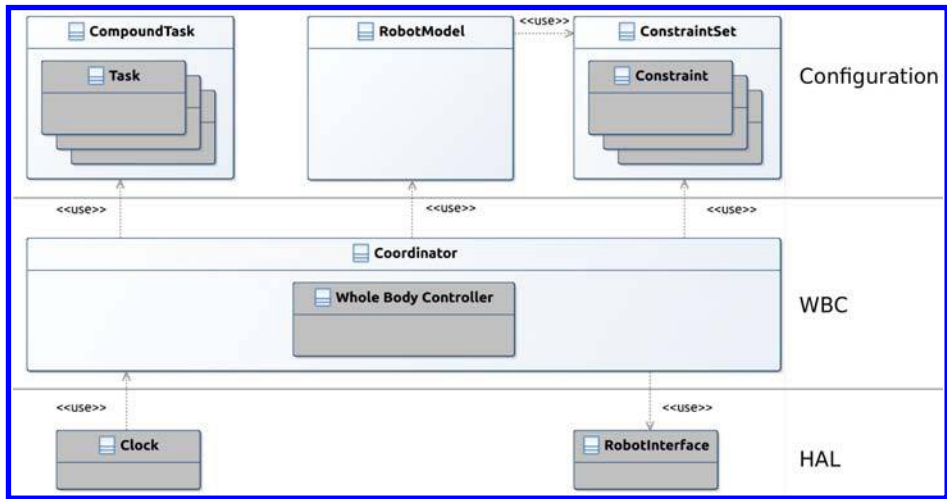 CompoundTask
RobotModel
<<use>>
ConstraintSet
Task
Constraint
Configuration
<<use>>
<<use>>
<<use>>
Coordinator
Whole Body Controller
WBC
<<use>>
<<use>>
Clock
RobotInterface
HAL